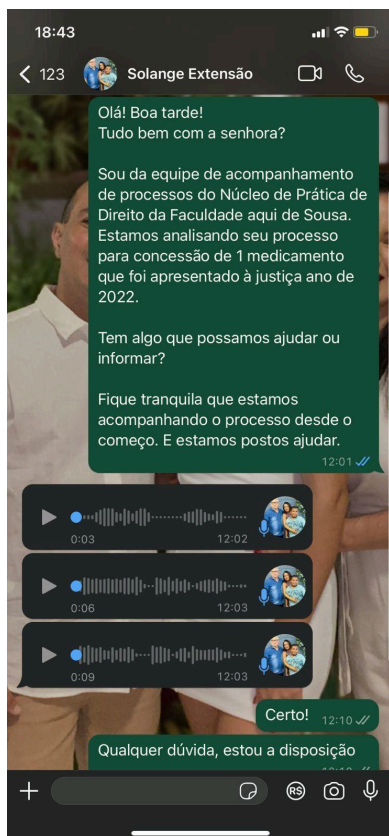 18:43
123
Solange Extensão
Olá! Boa tarde!
Tudo bem com a senhora?
Sou da equipe de acompanhamento
de processos do Núcleo de Prática de
Direito da Faculdade aqui de Sousa.
Estamos analisando seu processo
para concessão de 1 medicamento
que foi apresentado à justiça ano de
2022.
Tem algo que possamos ajudar ou
informar?
Fique tranquila que estamos
acompanhando o processo desde o
começo. E estamos postos ajudar.
12:01
0:03
12:02
0:06
12:03
0:09
12:03
Certo!
12:10
Qualquer dúvida, estou a disposição
RS